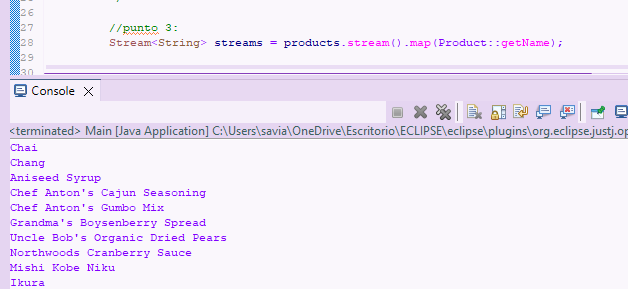 26
27 //punto 3:
28 Stream<String> streams = products.stream().map(Product::getName);
29
30
Console
<terminated> Main [Java Application] C:\Users\savia\OneDrive\Escritorio\ECLIPSE\eclipse\plugins\org.eclipse.justj.op
Chai
Chang
Aniseed Syrup
Chef Anton's Cajun Seasoning
Chef Anton's Gumbo Mix
Grandma's Boysenberry Spread
Uncle Bob's Organic Dried Pears
Northwoods Cranberry Sauce
Mishi Kobe Niku
Ikura